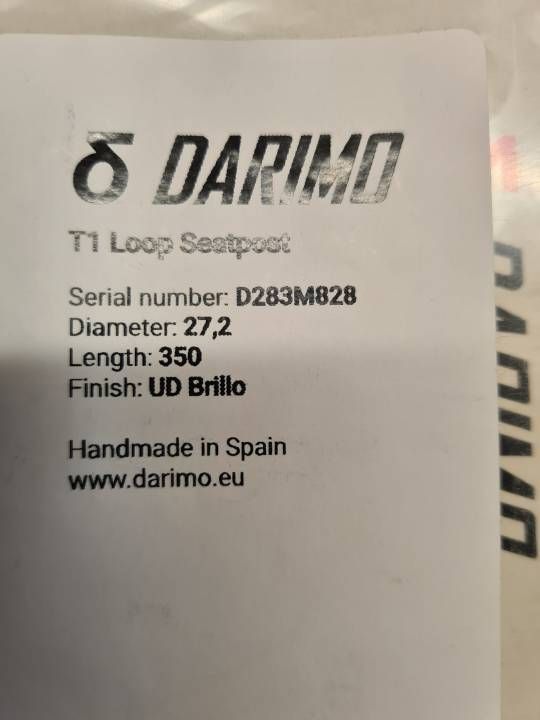 δ DARIMO
T1 Loop Seatpost
Serial number: D283M828
Diameter: 27,2
Length: 350
Finish: UD Brillo
Handmade in Spain
www.darimo.eu
DARIMO